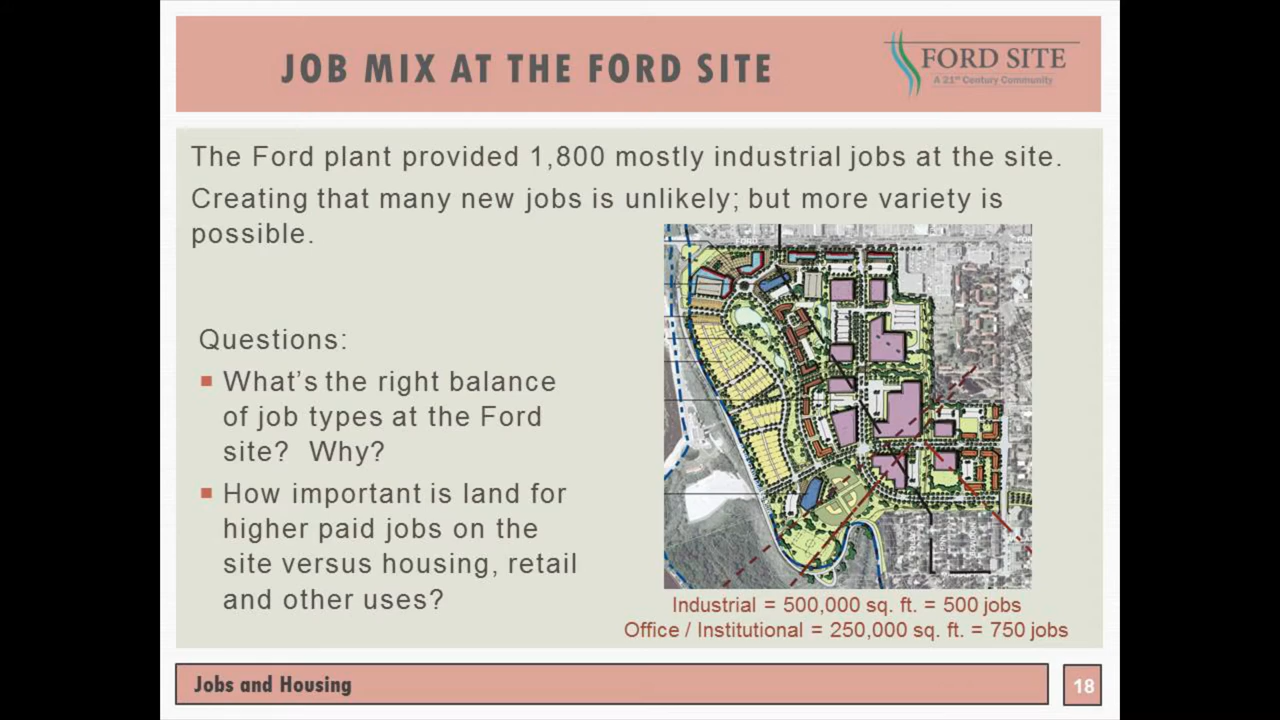 JOB MIX AT THE FORD SITE
FORD SITE
A 21st Century Community
The Ford plant provided 1,800 mostly industrial jobs at the site.
Creating that many new jobs is unlikely; but more variety is
possible.
Questions:
What's the right balance
of job types at the Ford
site? Why?
How important is land for
higher paid jobs on the
site versus housing, retail
and other uses?
Industrial = 500,000 sq. ft. = 500 jobs
Office / Institutional = 250,000 sq. ft. = 750 jobs
Jobs and Housing
18